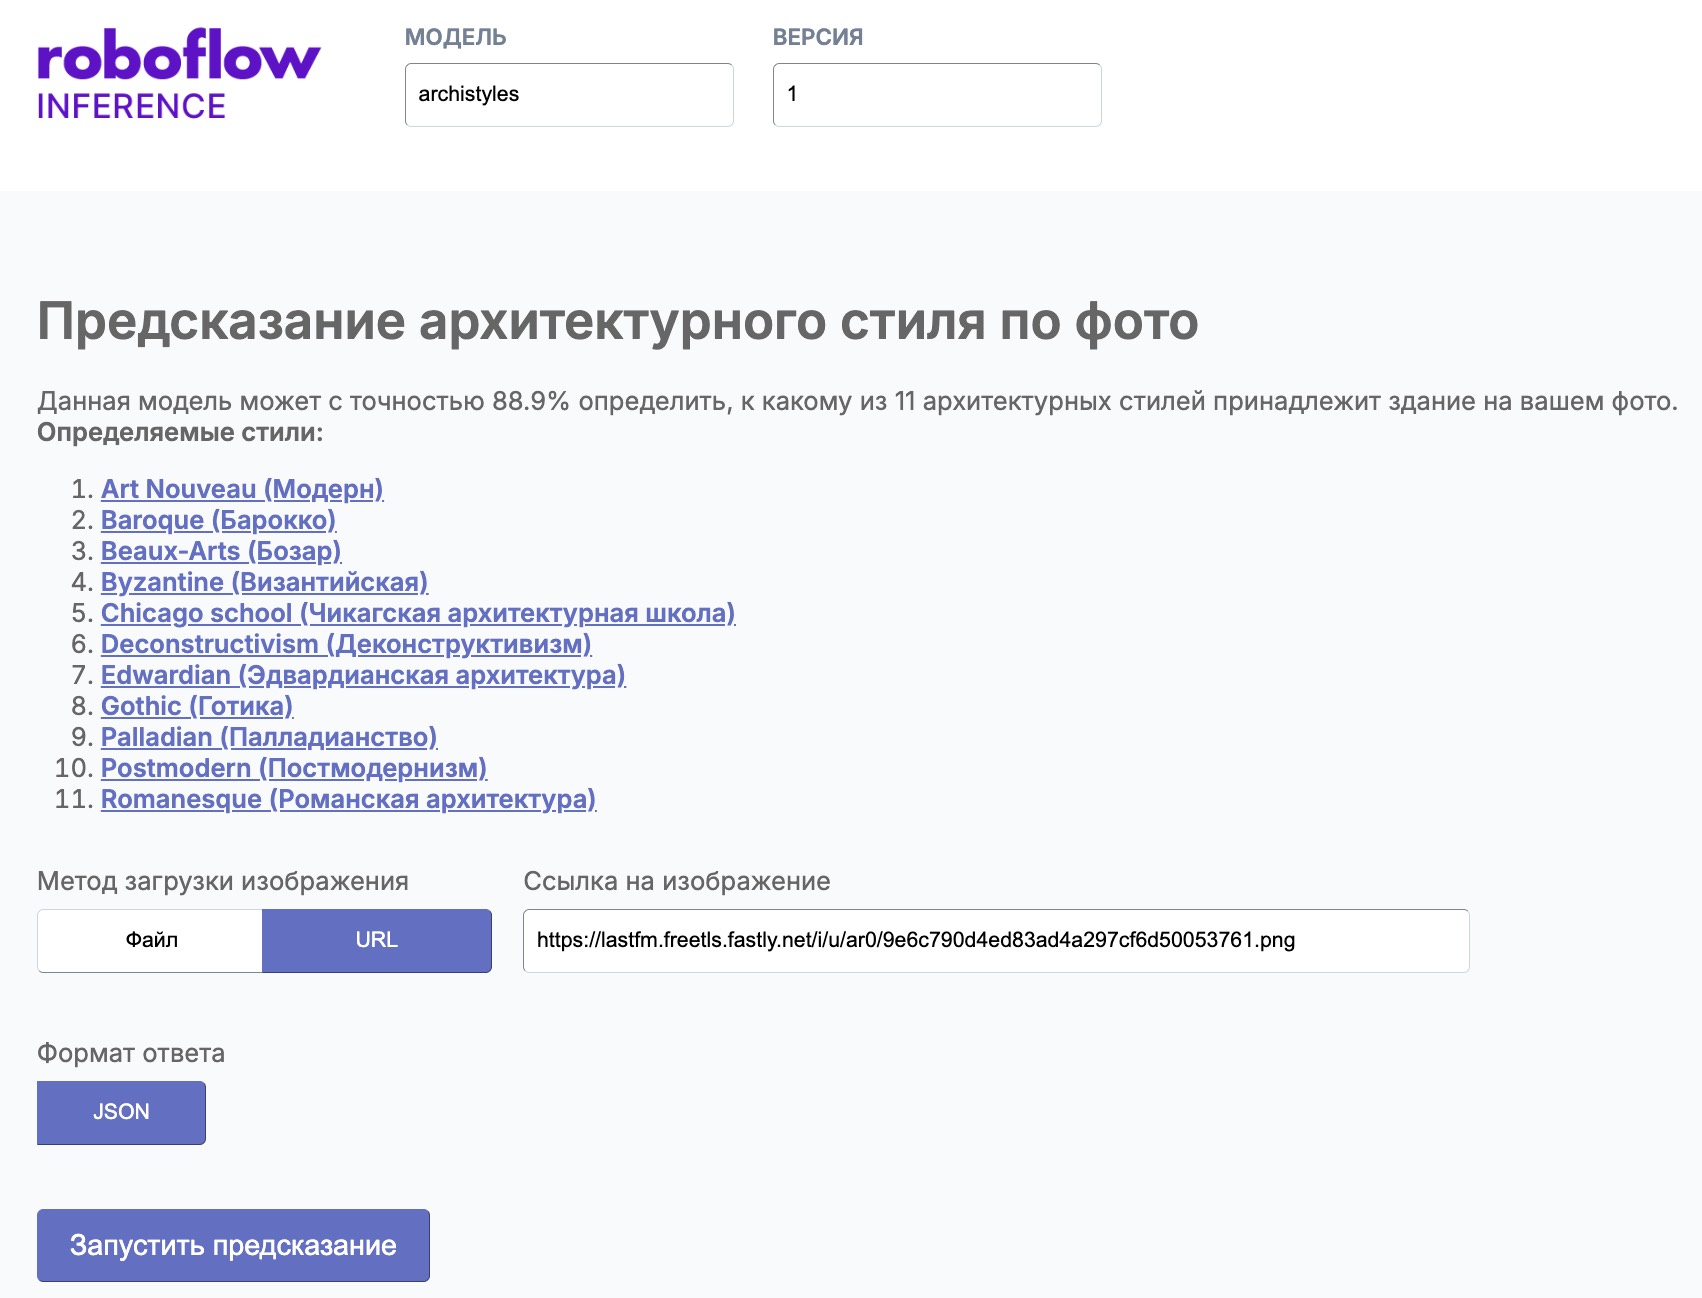 roboflow
INFERENCE
МОДЕЛЬ
archistyles
ВЕРСИЯ
1
Предсказание архитектурного стиля по фото
Данная модель может с точностью 88.9% определить, к какому из 11 архитектурных стилей принадлежит здание на вашем фото.
Определяемые стили:
1. Art Nouveau (Модерн)
2. Baroque (Барокко)
3. Beaux-Arts (Бозар)
4. Byzantine (Византийская)
5. Chicago school (Чикагская архитектурная школа)
6. Deconstructivism (Деконструктивизм)
7. Edwardian (Эдвардианская архитектура)
8. Gothic (Готика)
9. Palladian (Палладианство)
10. Postmodern (Постмодернизм)
11. Romanesque (Романская архитектура)
Метод загрузки изображения
Файл
URL
Ссылка на изображение
https://lastfm.freetls.fastly.net/i/u/ar0/9e6c790d4ed83ad4a297cf6d50053761.png
Формат ответа
JSON
Запустить предсказание